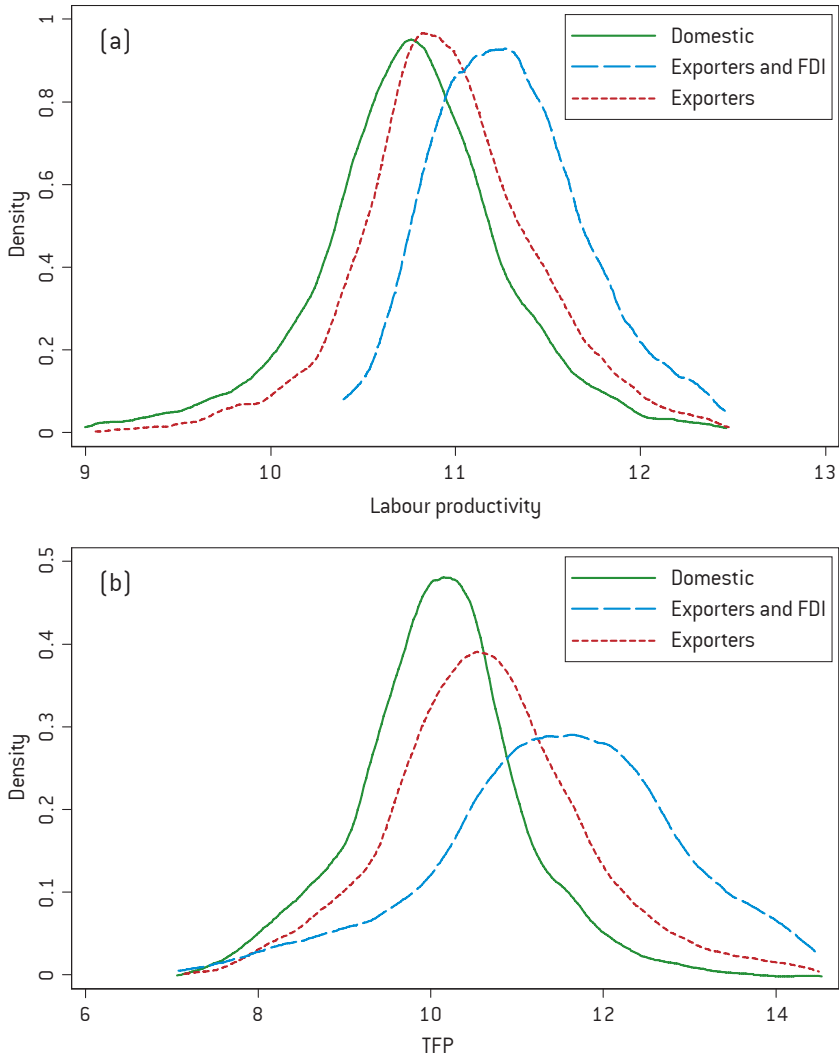 (a)
Domestic
Exporters and FDI
Exporters
Density
1
0.8
0.6
0.4
0.2
0
9 10 11 12 13
Labour productivity
(b)
Domestic
Exporters and FDI
Exporters
Density
0.5
0.4
0.3
0.2
0.1
0
6 8 10 12 14
TFP